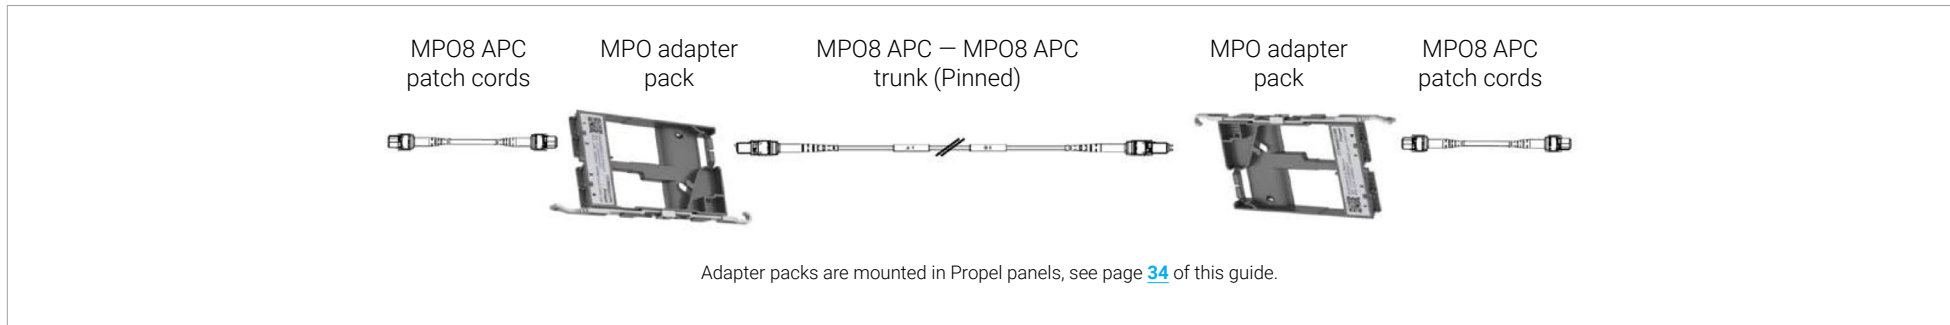 MPO8 APC
patch cords
MPO adapter
pack
MPO8 APC — MPO8 APC
trunk (Pinned)
MPO adapter
pack
MPO8 APC
patch cords
Adapter packs are mounted in Propel panels, see page 34 of this guide.